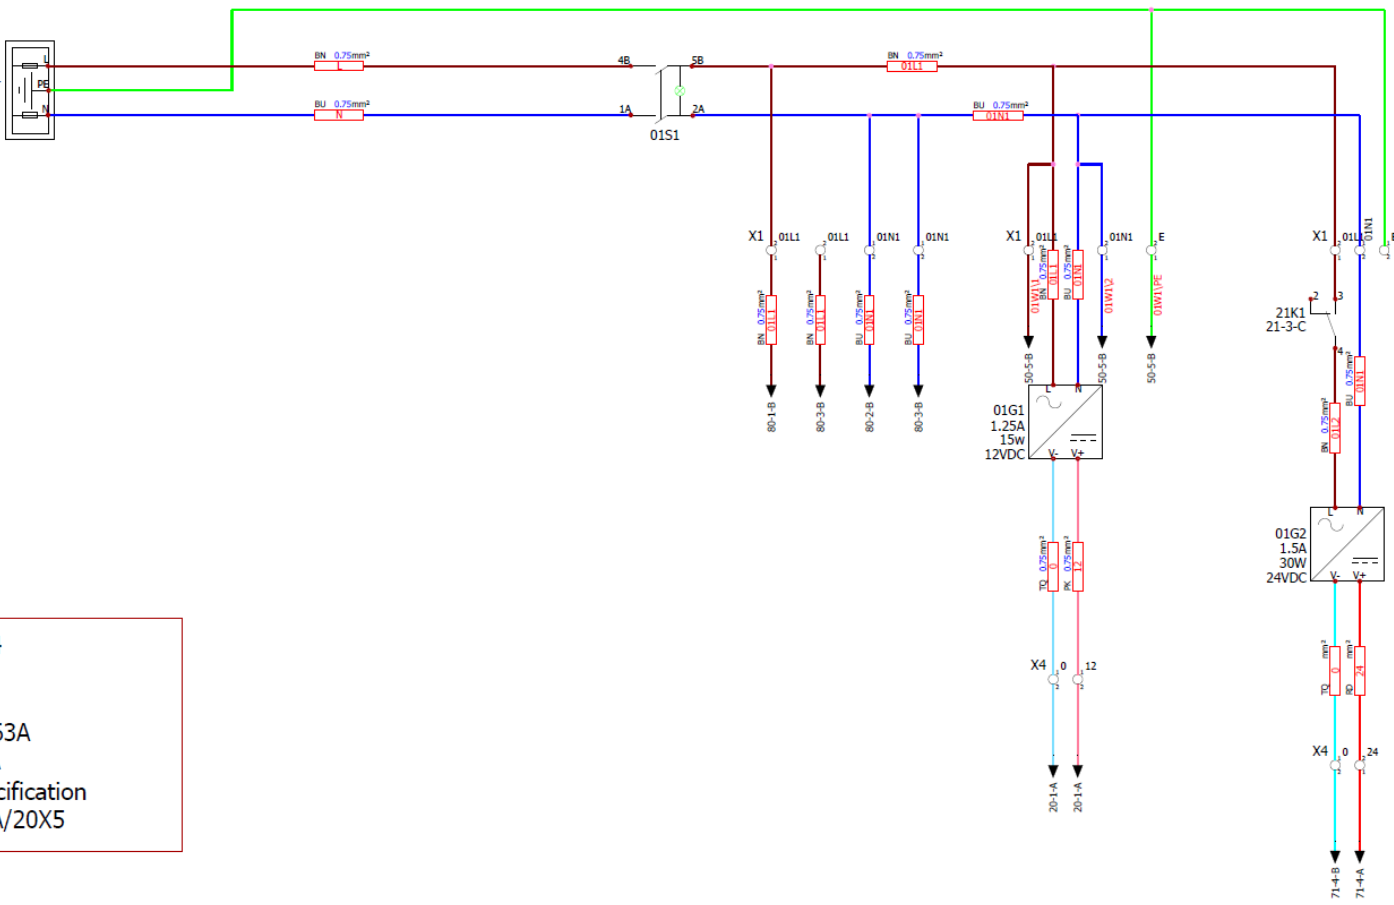 L
PE
N
BN 0.75mm²
L
BU 0.75mm²
N
4B
5B
1A
2A
01S1
BN 0.75mm²
01L1
BU 0.75mm²
01N1
X1
01L1
01L1
01N1
01N1
X1
01L1
01N1
E
X1
01L1
01N1
BN 0.75mm²
01L1
BN 0.75mm²
01L1
BU 0.75mm²
01N1
BU 0.75mm²
01N1
01W1\1
BN 0.75mm²
01L1
BU 0.75mm²
01N1
01W1\2
01W1\PE
80-1-B
80-3-B
80-2-B
80-3-B
50-5-B
50-5-B
50-5-B
2
3
21K1
21-3-C
4
BU 0.75mm²
01N1
BN 0.75mm²
01L2
L
N
01G1
1.25A
15w
12VDC
V-
V+
L
N
01G2
1.5A
30W
24VDC
V-
V+
TQ 0.75mm²
0
PK 0.75mm²
12
TQ mm²
0
RD mm²
24
X4
0
12
X4
0
24
20-1-A
20-1-A
71-4-B
71-4-A
53A
cification
A/20X5